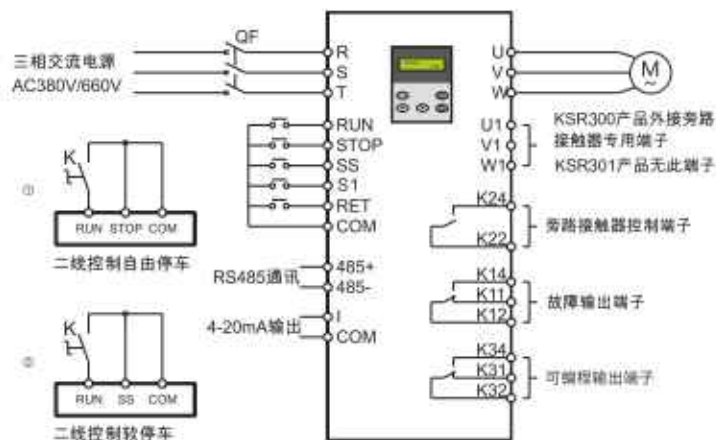 三相交流电源
AC380V/660V
QF
R
S
T
U
V
W
M
~
RUN
STOP
SS
S1
RET
COM
485+
485-
I
COM
RS485通讯
4-20mA输出
U1
V1
W1
KSR300产品外接旁路
接触器专用端子
KSR301产品无此端子
K24
K22
旁路接触器控制端子
K14
K11
K12
故障输出端子
K34
K31
K32
可编程输出端子
①
K
RUN STOP COM
二线控制自由停车
②
K
RUN SS COM
二线控制软停车